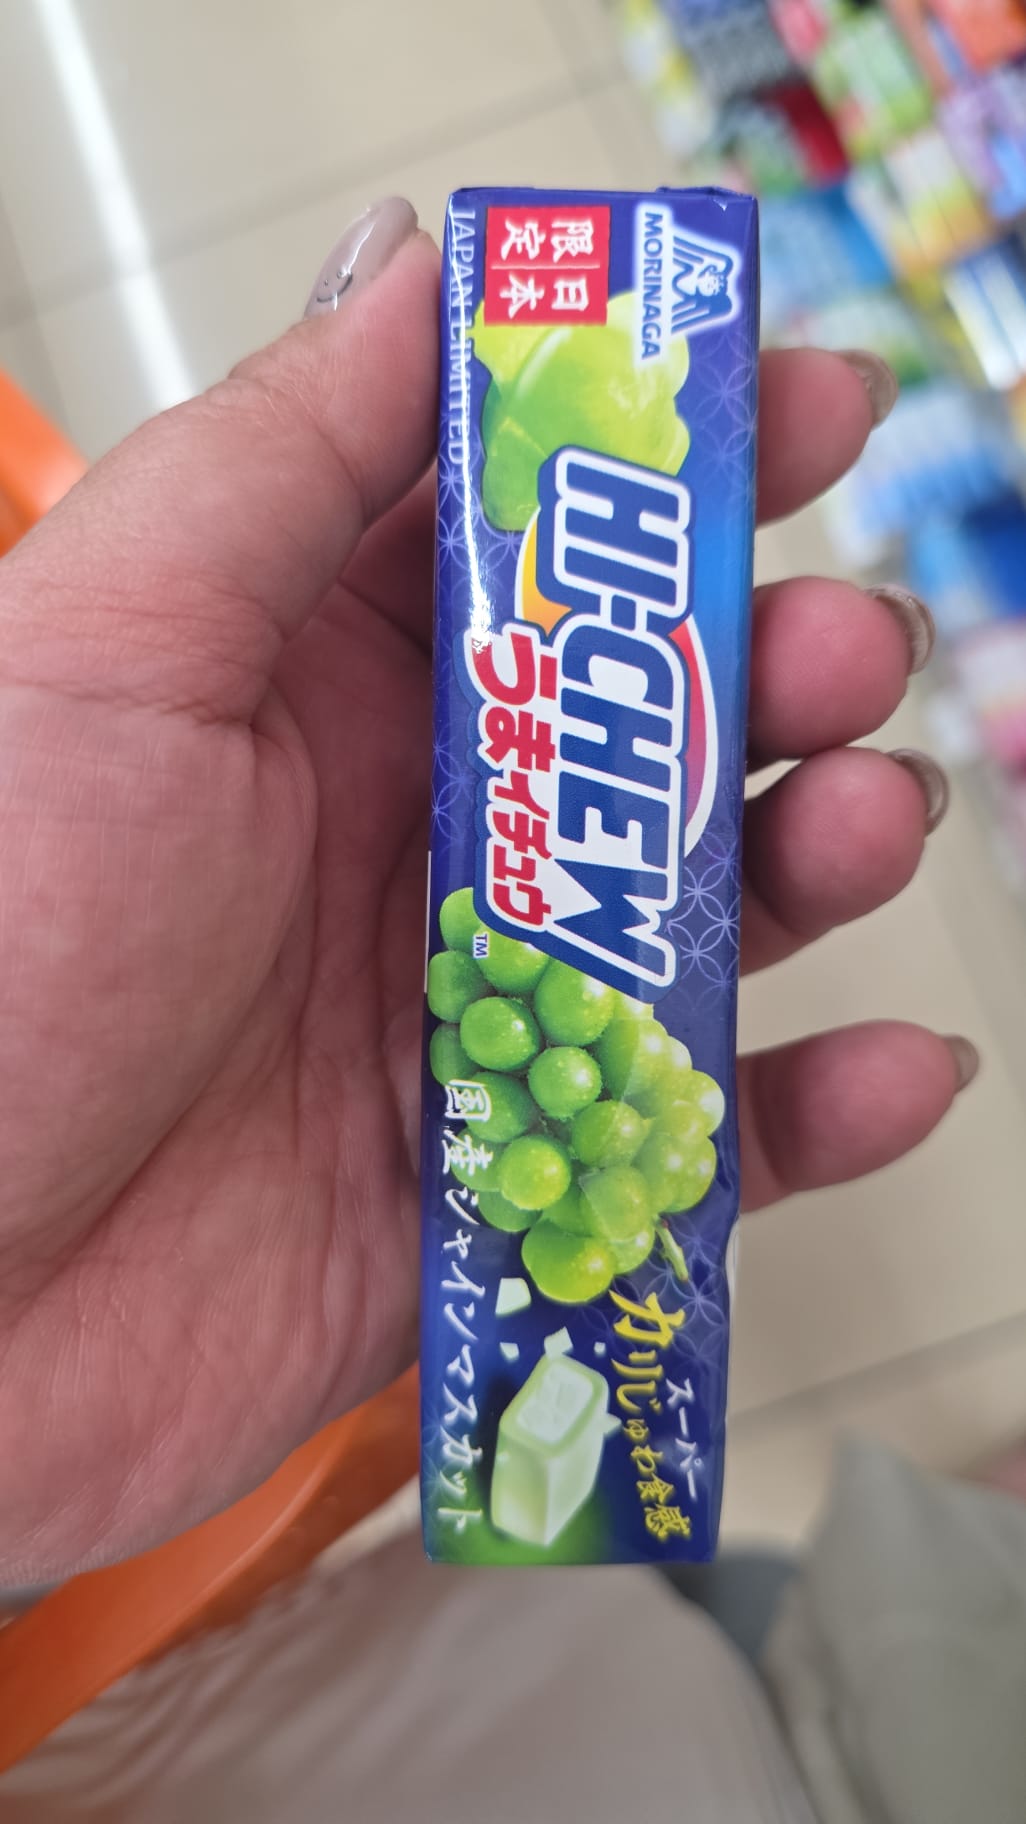 MORINAGA
日本
限定
JAPAN LIMITED
HI-CHEW
うまイチュウ
TM
国産シャインマスカット
スーパー
カリじゅわ食感